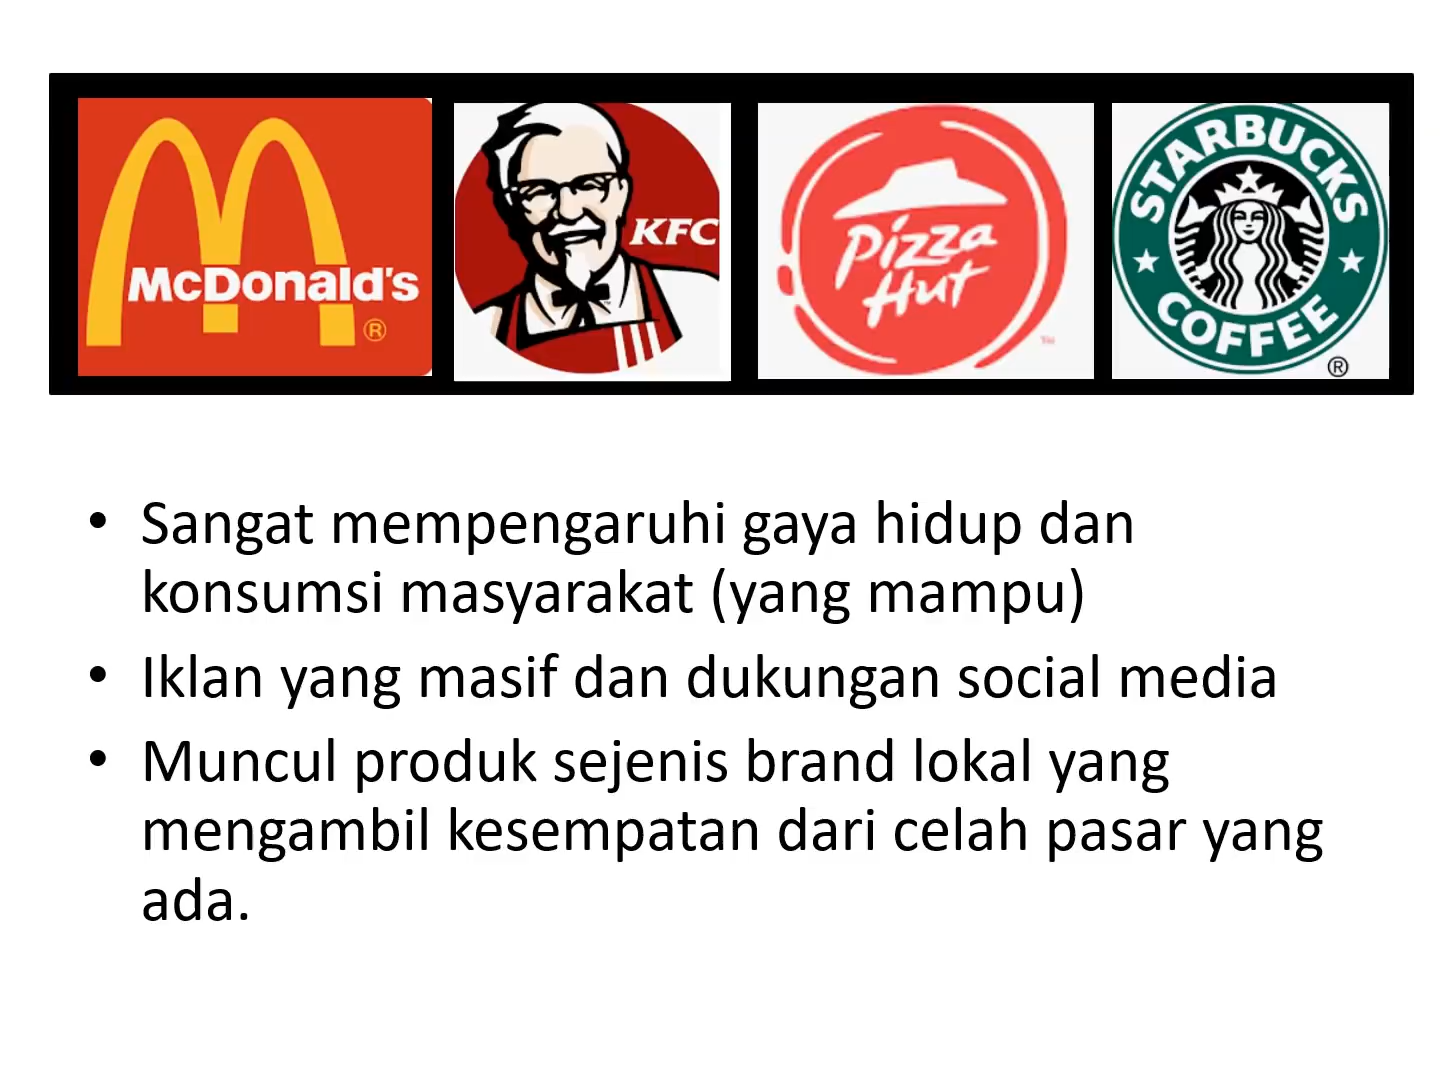 McDonald's
®
KFC
Pizza
Hut
™
STARBUCKS
COFFEE
®
• Sangat mempengaruhi gaya hidup dan
konsumsi masyarakat (yang mampu)
• Iklan yang masif dan dukungan social media
• Muncul produk sejenis brand lokal yang
mengambil kesempatan dari celah pasar yang
ada.